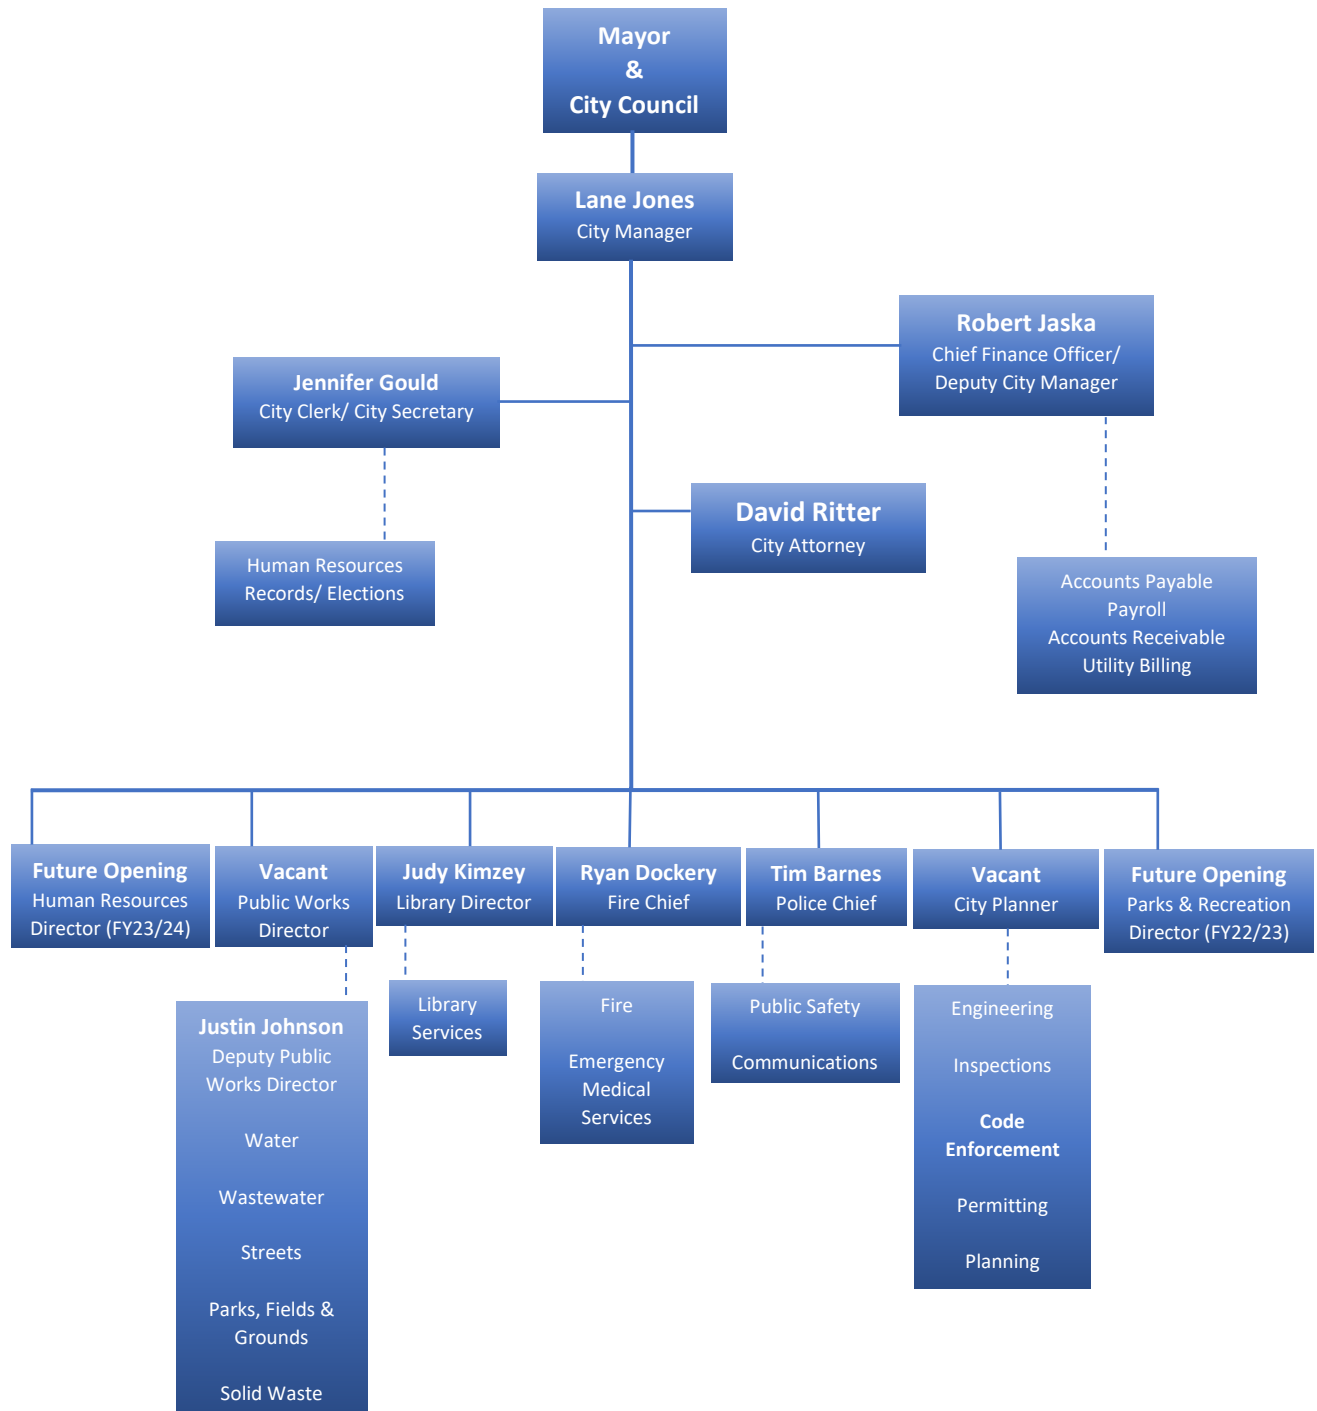 Mayor
&
City Council
Lane Jones
City Manager
Robert Jaska
Chief Finance Officer/
Deputy City Manager
Jennifer Gould
City Clerk/ City Secretary
David Ritter
City Attorney
Human Resources
Records/ Elections
Accounts Payable
Payroll
Accounts Receivable
Utility Billing
Future Opening
Human Resources
Director (FY23/24)
Vacant
Public Works
Director
Judy Kimzey
Library Director
Ryan Dockery
Fire Chief
Tim Barnes
Police Chief
Vacant
City Planner
Future Opening
Parks & Recreation
Director (FY22/23)
Justin Johnson
Deputy Public
Works Director
Water
Wastewater
Streets
Parks, Fields &
Grounds
Solid Waste
Library
Services
Fire
Emergency
Medical
Services
Public Safety
Communications
Engineering
Inspections
Code
Enforcement
Permitting
Planning